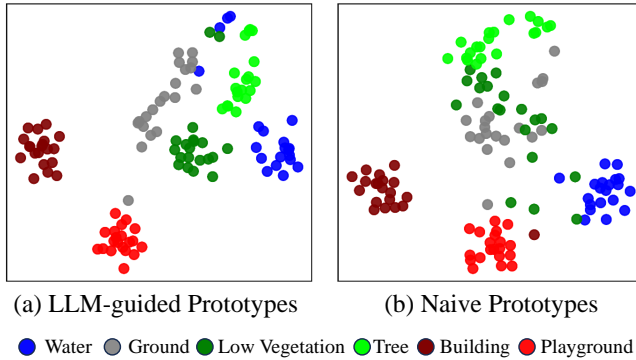 (a) LLM-guided Prototypes (b) Naive Prototypes
Water Ground Low Vegetation Tree Building Playground